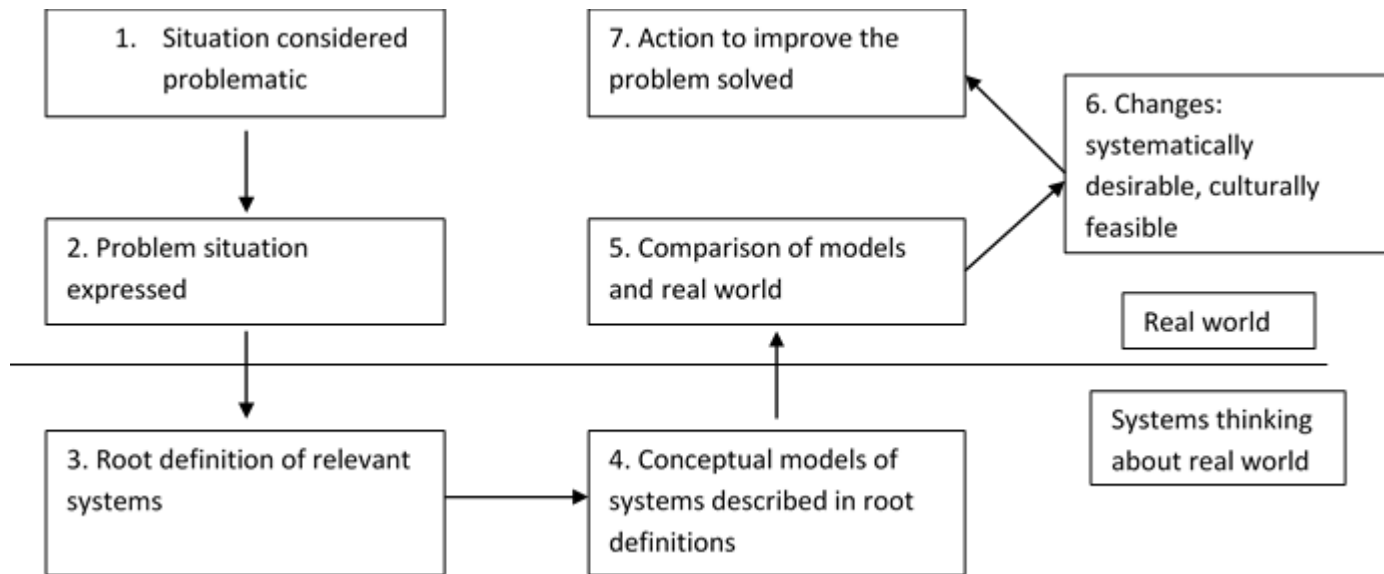 1. Situation considered
problematic
2. Problem situation
expressed
3. Root definition of relevant
systems
4. Conceptual models of
systems described in root
definitions
5. Comparison of models
and real world
6. Changes:
systematically
desirable, culturally
feasible
7. Action to improve the
problem solved
Real world
Systems thinking
about real world